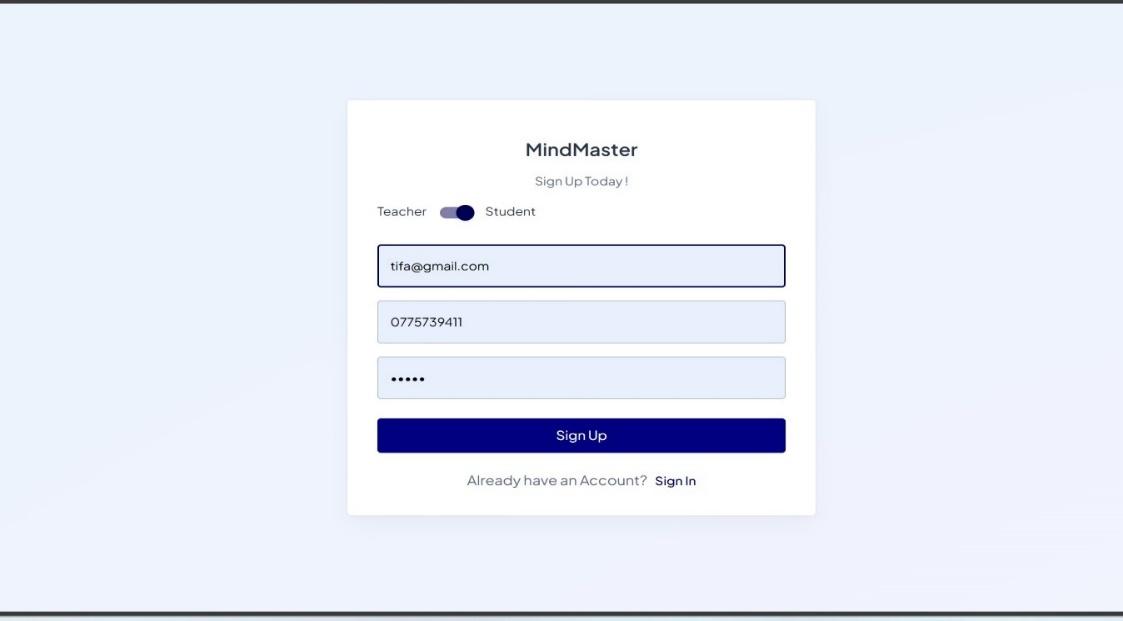 MindMaster
Sign Up Today !
Teacher Student
tifa@gmail.com
0775739411
•••••
Sign Up
Already have an Account? Sign In